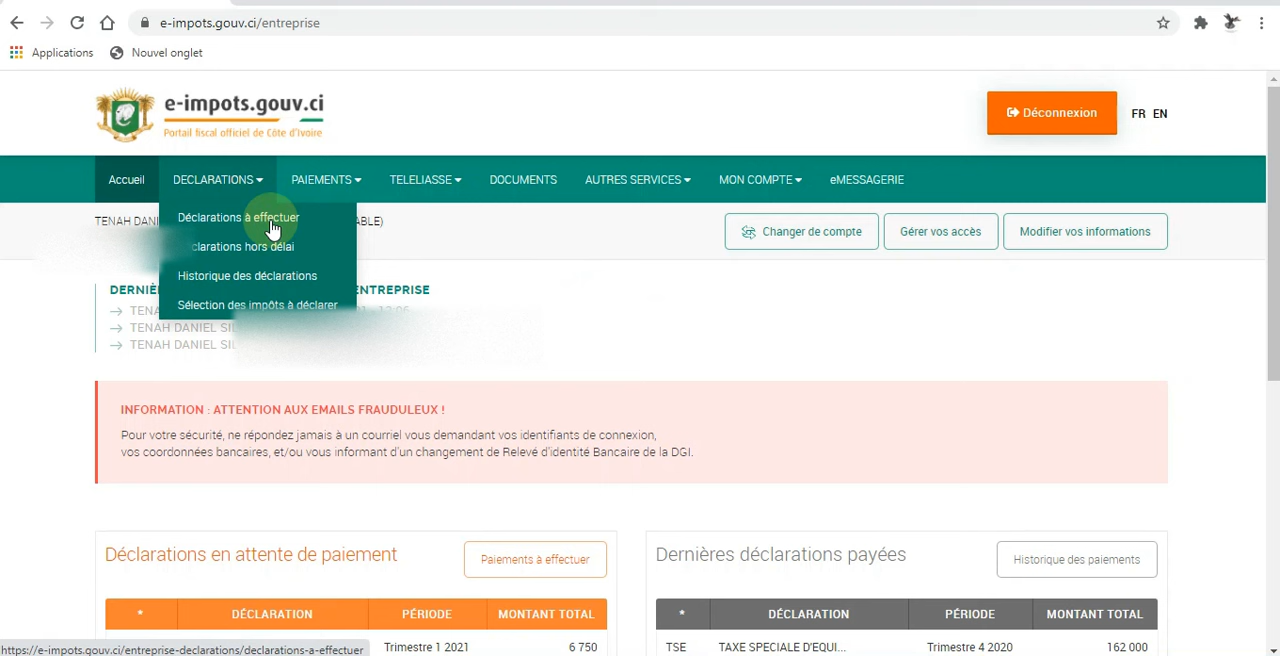 e-impots.gouv.ci/entreprise
Applications
Nouvel onglet
e-impots.gouv.ci
Portail fiscal officiel de Côte d'Ivoire
Déconnexion
FR EN
Accueil
DECLARATIONS
PAIEMENTS
TELELIASSE
DOCUMENTS
AUTRES SERVICES
MON COMPTE
eMESSAGERIE
TENAH DANI
ABLE)
Déclarations à effectuer
clarations hors délai
Historique des déclarations
Sélection des impôts à déclarer
Changer de compte
Gérer vos accès
Modifier vos informations
DERNIÈ
ENTREPRISE
TENA
TENAH DANIEL SI
TENAH DANIEL SI
INFORMATION : ATTENTION AUX EMAILS FRAUDULEUX !
Pour votre sécurité, ne répondez jamais à un courriel vous demandant vos identifiants de connexion,
vos coordonnées bancaires, et/ou vous informant d'un changement de Relevé d'identité Bancaire de la DGI.
Déclarations en attente de paiement
Paiements à effectuer
* DÉCLARATION PÉRIODE MONTANT TOTAL
Trimestre 1 2021 6 750
Dernières déclarations payées
Historique des paiements
* DÉCLARATION PÉRIODE MONTANT TOTAL
TSE TAXE SPECIALE D'EQUI... Trimestre 4 2020 162 000
https://e-impots.gouv.ci/entreprise-declarations/declarations-a-effectuer